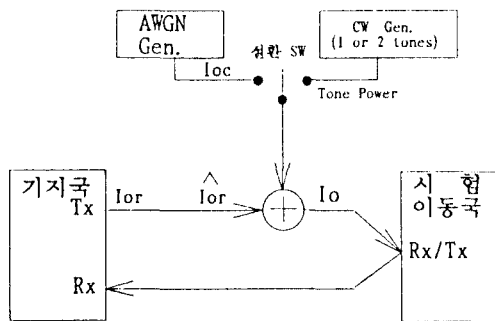 AWGN
Gen.
CW Gen.
(1 or 2 tones)
절환 SW
Ioc
Tone Power
기지국
Tx
Ior
^
Ior
Io
시 험
이동국
Rx/Tx
Rx